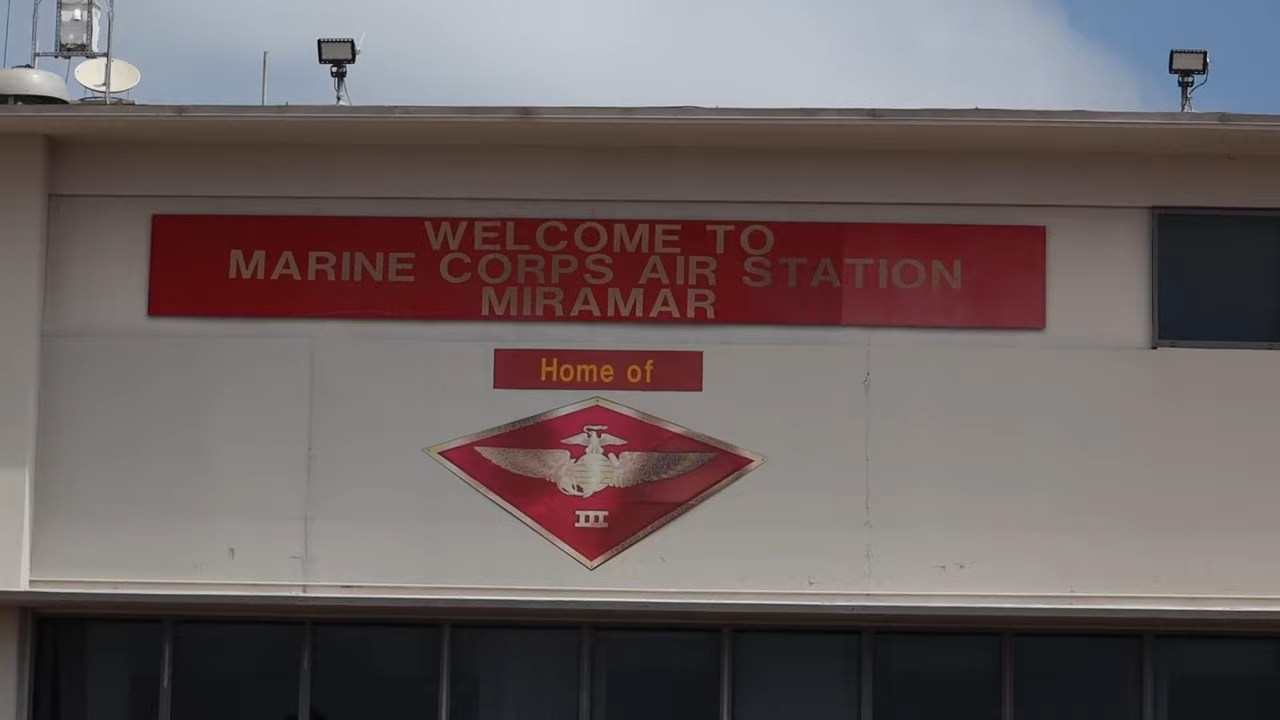 WELCOME TO
MARINE CORPS AIR STATION
MIRAMAR
Home of
III